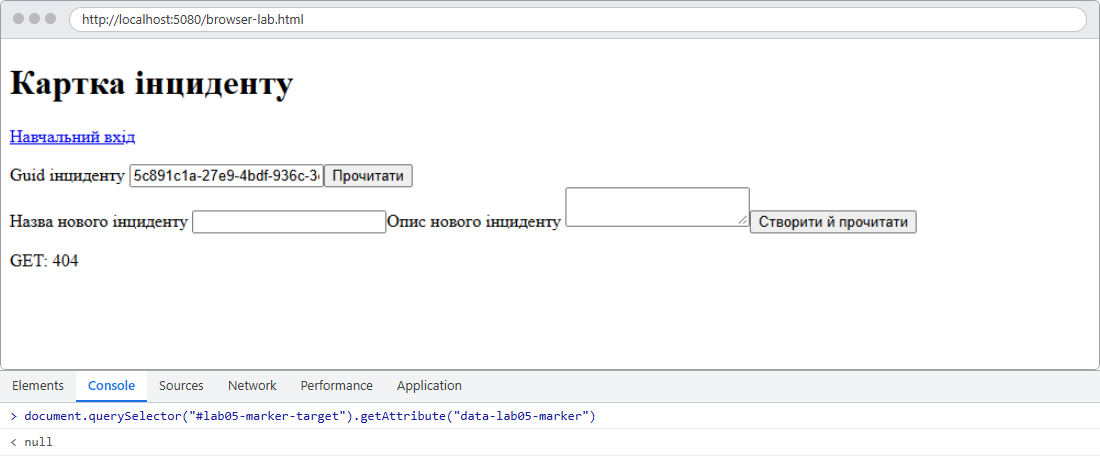 http://localhost:5080/browser-lab.html
Картка інциденту
Навчальний вхід
Guid інциденту 5c891c1a-27e9-4bdf-936c-3 Прочитати
Назва нового інциденту Опис нового інциденту Створити й прочитати
GET: 404
Elements Console Sources Network Performance Application
> document.querySelector("#lab05-marker-target").getAttribute("data-lab05-marker")
< null